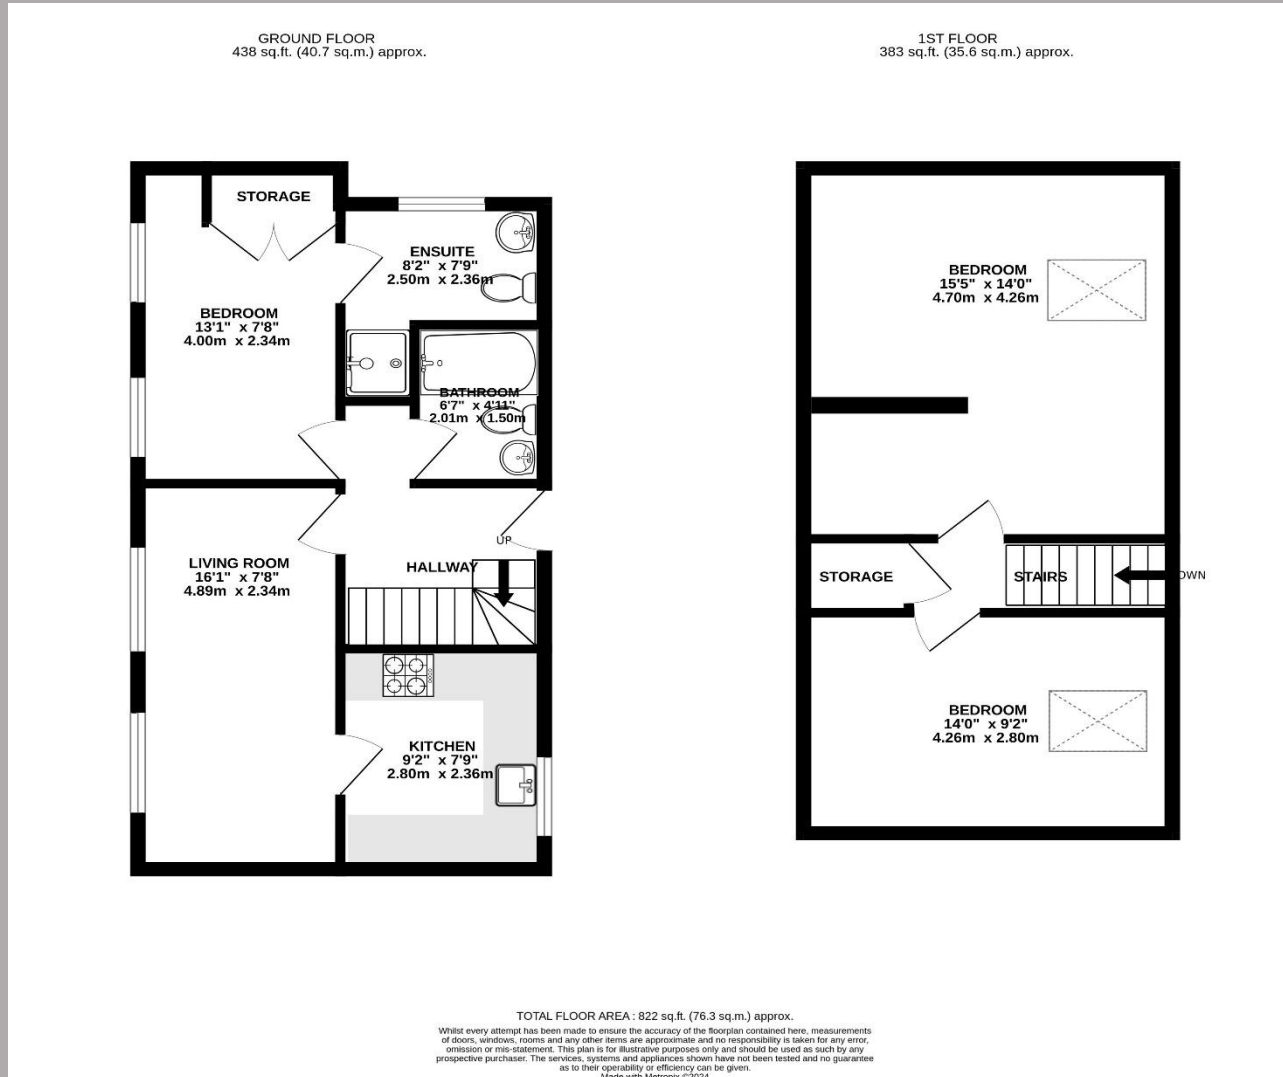 GROUND FLOOR
438 sq.ft. (40.7 sq.m.) approx.
1ST FLOOR
383 sq.ft. (35.6 sq.m.) approx.
STORAGE
ENSUITE
8'2" x 7'9"
2.50m x 2.36m
BEDROOM
13'1" x 7'8"
4.00m x 2.34m
BATHROOM
6'7" x 4'11"
2.01m x 1.50m
UP
LIVING ROOM
16'1" x 7'8"
4.89m x 2.34m
HALLWAY
KITCHEN
9'2" x 7'9"
2.80m x 2.36m
BEDROOM
15'5" x 14'0"
4.70m x 4.26m
STORAGE
STAIRS
OWN
BEDROOM
14'0" x 9'2"
4.26m x 2.80m
TOTAL FLOOR AREA : 822 sq.ft. (76.3 sq.m.) approx.
Whilst every attempt has been made to ensure the accuracy of the floorplan contained here, measurements
of doors, windows, rooms and any other items are approximate and no responsibility is taken for any error,
omission or mis-statement. This plan is for illustrative purposes only and should be used as such by any
prospective purchaser. The services, systems and appliances shown have not been tested and no guarantee
as to their operability or efficiency can be given.
Made with Metropix ©2024